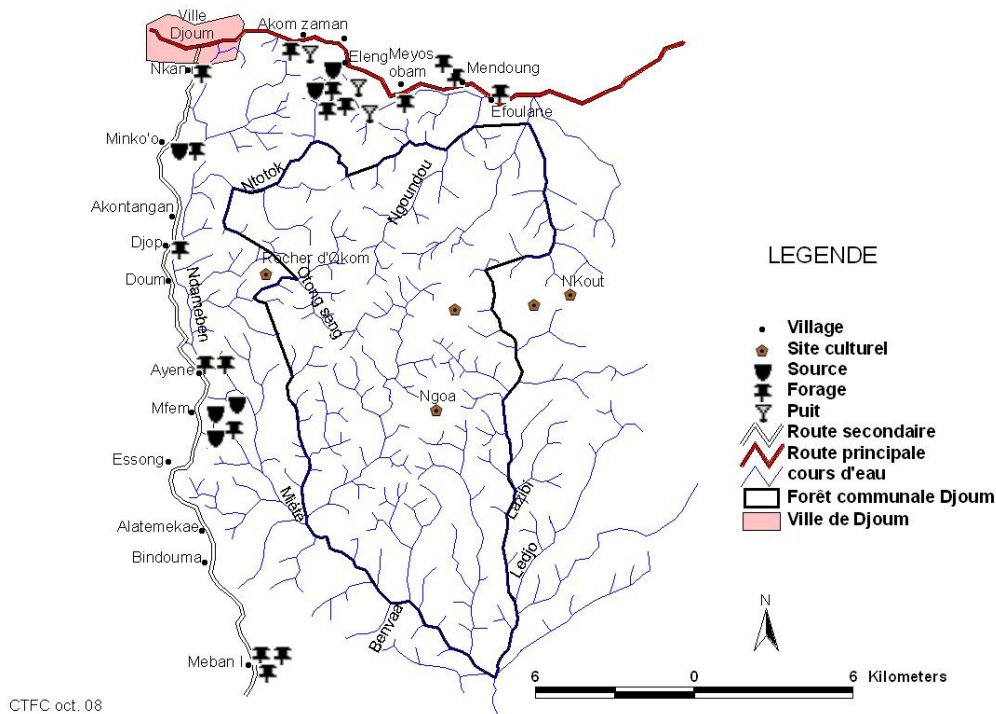 Ville
Djoum
Akom zaman
Eleng
Meyos
obam
Mendoung
Efoulane
Nkan
Minko'o
Akontangan
Djop
Doum
Ndameben
Ayene
Mfem
Essong
Alatemekae
Bindouma
Meban I
Ntotok
Ngoundou
Rocher d'Okom
Otong seng
NKout
Ngoa
Miété
Lazibi
Ledjo
Benvaa
LEGENDE
Village
Site culturel
Source
Forage
Puit
Route secondaire
Route principale
cours d'eau
Forêt communale Djoum
Ville de Djoum
N
6 0 6 Kilometers
CTFC oct. 08